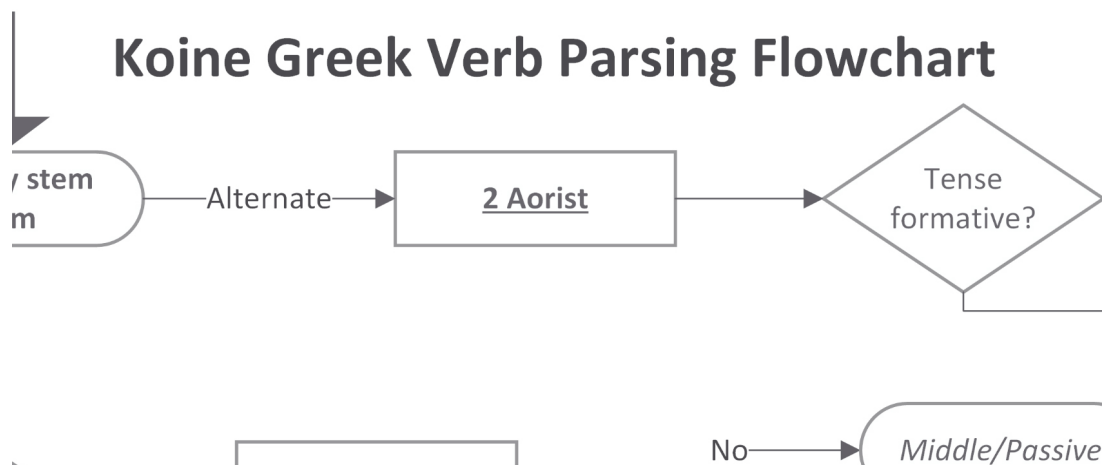 Koine Greek Verb Parsing Flowchart
stem
Alternate
2 Aorist
Tense
formative?
No
Middle/Passive